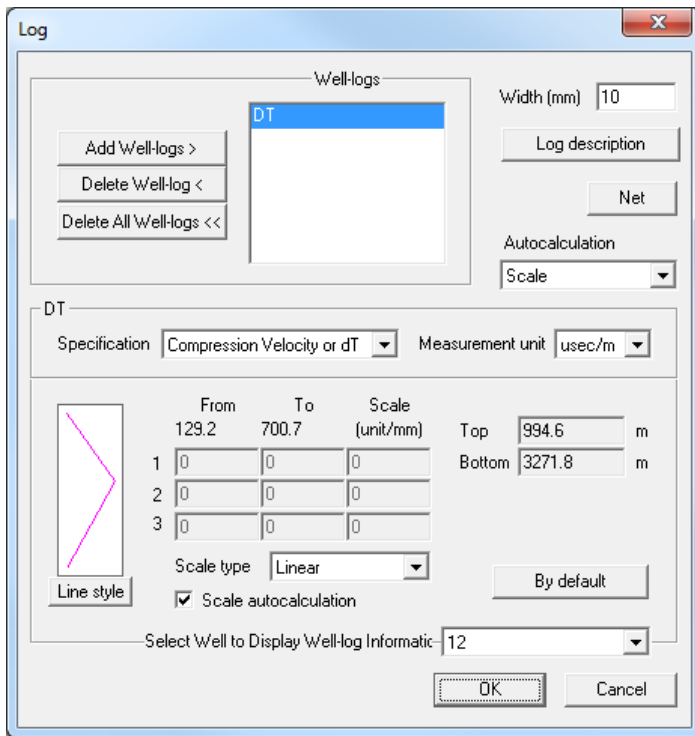 Log
Well-logs
DT
Add Well-logs >
Delete Well-log <
Delete All Well-logs <<
Width (mm) 10
Log description
Net
Autocalculation
Scale
DT
Specification Compression Velocity or dT Measurement unit usec/m
From To Scale
129.2 700.7 (unit/mm)
1 0 0 0
2 0 0 0
3 0 0 0
Top 994.6 m
Bottom 3271.8 m
Scale type Linear
Scale autocalculation
Line style
By default
Select Well to Display Well-log Informatic 12
OK Cancel